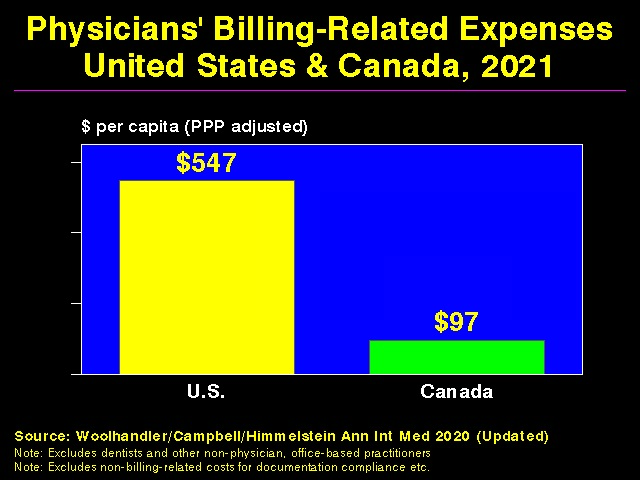 Physicians' Billing-Related Expenses
United States & Canada, 2021
$ per capita (PPP adjusted)
$547
$97
U.S.
Canada
Source: Woolhandler/Campbell/Himmelstein Ann Int Med 2020 (Updated)
Note: Excludes dentists and other non-physician, office-based practitioners
Note: Excludes non-billing-related costs for documentation compliance etc.